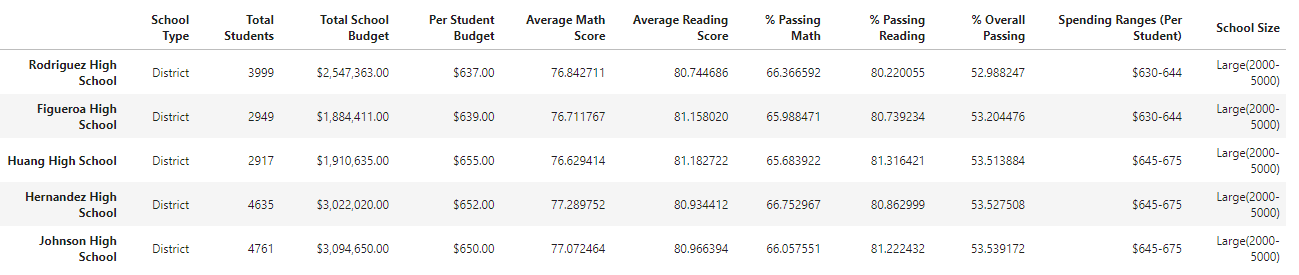 School Type Total Students Total School Budget Per Student Budget Average Math Score Average Reading Score % Passing Math % Passing Reading % Overall Passing Spending Ranges (Per Student) School Size
Rodriguez High School District 3999 $2,547,363.00 $637.00 76.842711 80.744686 66.366592 80.220055 52.988247 $630-644 Large(2000-5000)
Figueroa High School District 2949 $1,884,411.00 $639.00 76.711767 81.158020 65.988471 80.739234 53.204476 $630-644 Large(2000-5000)
Huang High School District 2917 $1,910,635.00 $655.00 76.629414 81.182722 65.683922 81.316421 53.513884 $645-675 Large(2000-5000)
Hernandez High School District 4635 $3,022,020.00 $652.00 77.289752 80.934412 66.752967 80.862999 53.527508 $645-675 Large(2000-5000)
Johnson High School District 4761 $3,094,650.00 $650.00 77.072464 80.966394 66.057551 81.222432 53.539172 $645-675 Large(2000-5000)